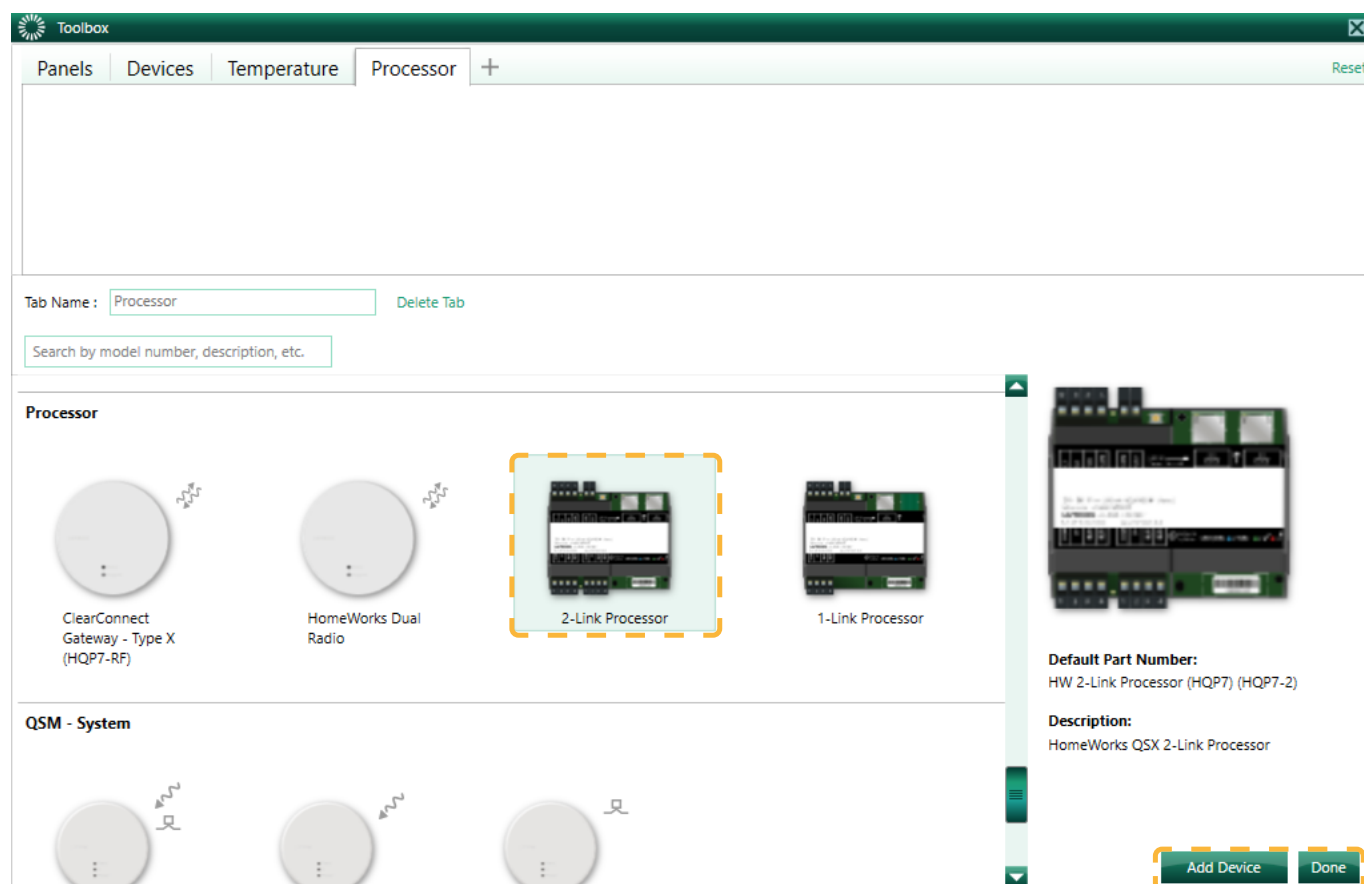 Toolbox
Panels
Devices
Temperature
Processor
Reset
Tab Name :
Processor
Delete Tab
Search by model number, description, etc.
Processor
ClearConnect
Gateway - Type X
(HQP7-RF)
HomeWorks Dual
Radio
2-Link Processor
1-Link Processor
Default Part Number:
HW 2-Link Processor (HQP7) (HQP7-2)
Description:
HomeWorks QSX 2-Link Processor
QSM - System
Add Device
Done